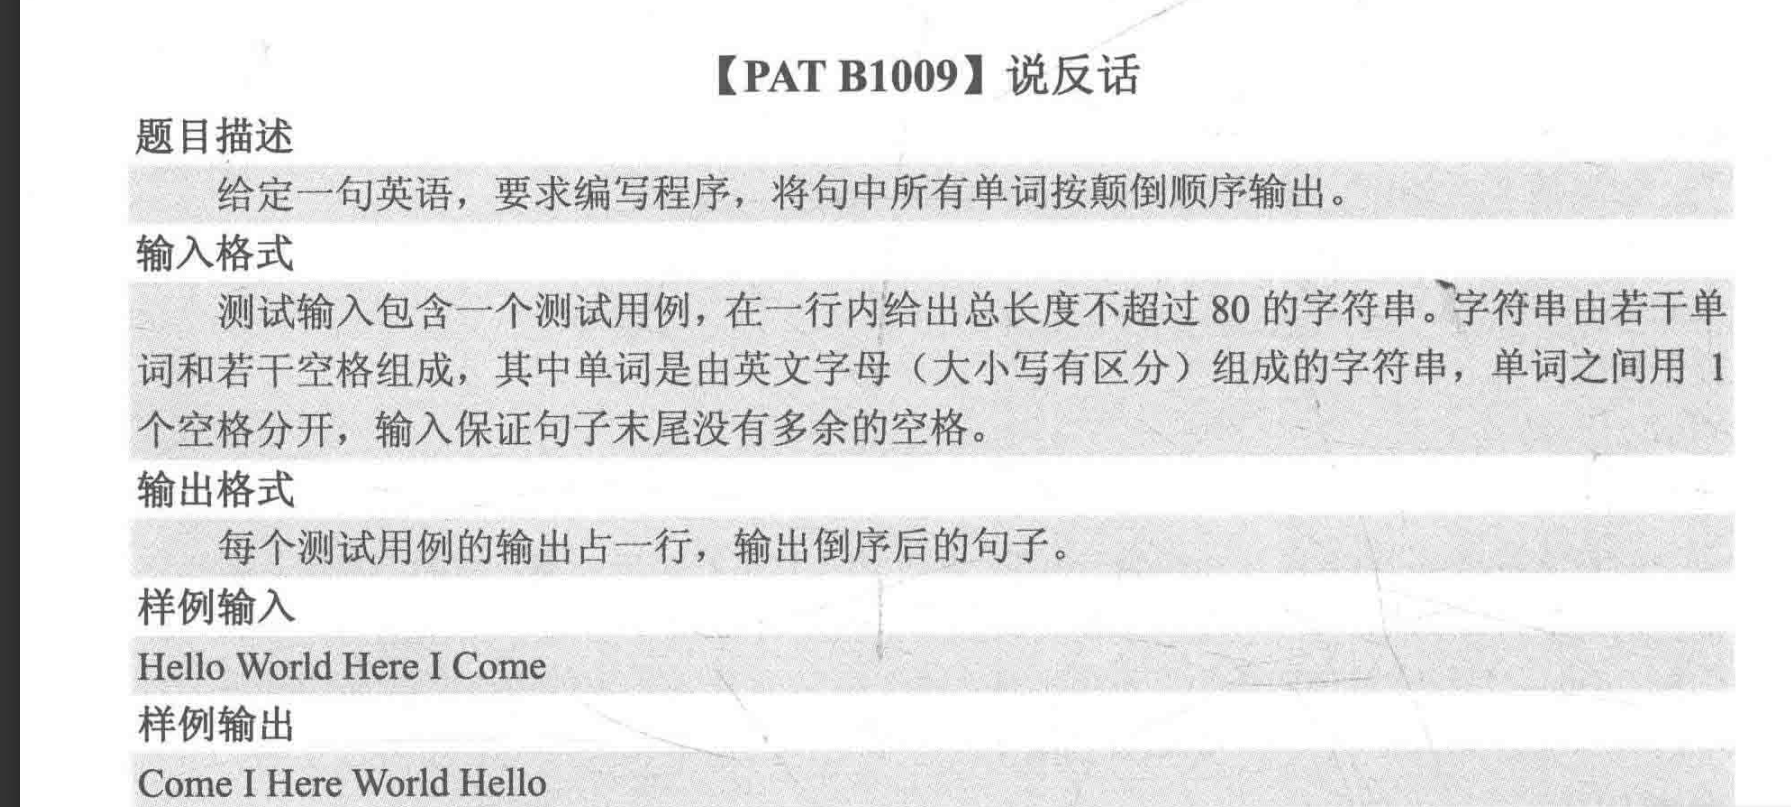 【PAT B1009】说反话
题目描述
给定一句英语，要求编写程序，将句中所有单词按颠倒顺序输出。
输入格式
测试输入包含一个测试用例，在一行内给出总长度不超过 80 的字符串。字符串由若干单
词和若干空格组成，其中单词是由英文字母（大小写有区分）组成的字符串，单词之间用 1
个空格分开，输入保证句子末尾没有多余的空格。
输出格式
每个测试用例的输出占一行，输出倒序后的句子。
样例输入
Hello World Here I Come
样例输出
Come I Here World Hello